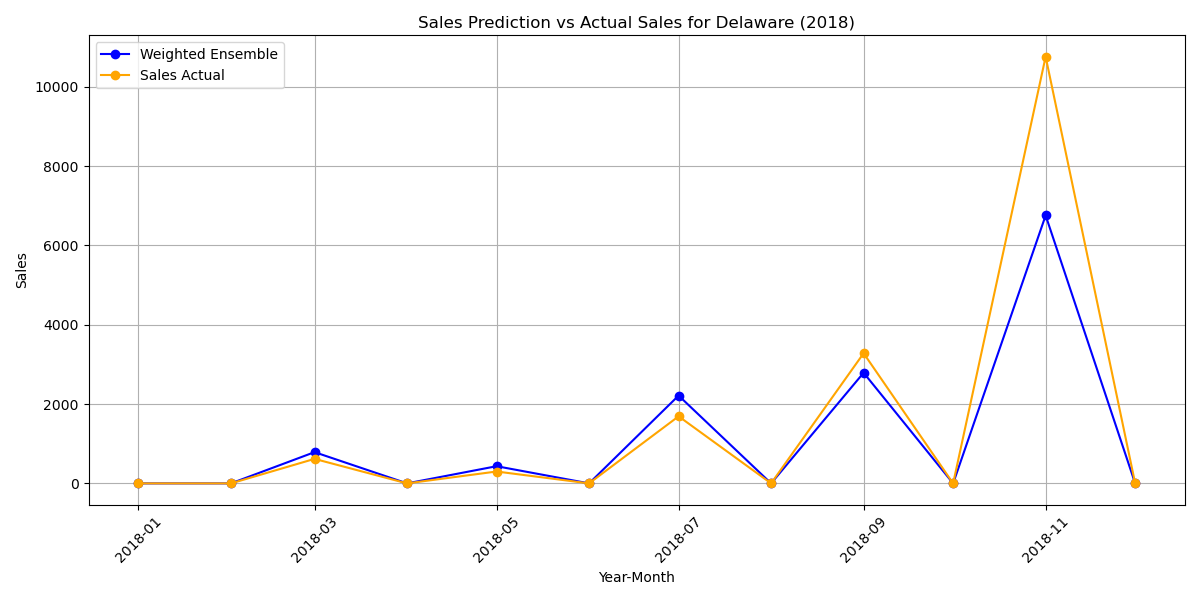 Sales Prediction vs Actual Sales for Delaware (2018)
Weighted Ensemble
Sales Actual
10000
8000
6000
4000
2000
0
Sales
2018-01
2018-03
2018-05
2018-07
2018-09
2018-11
Year-Month